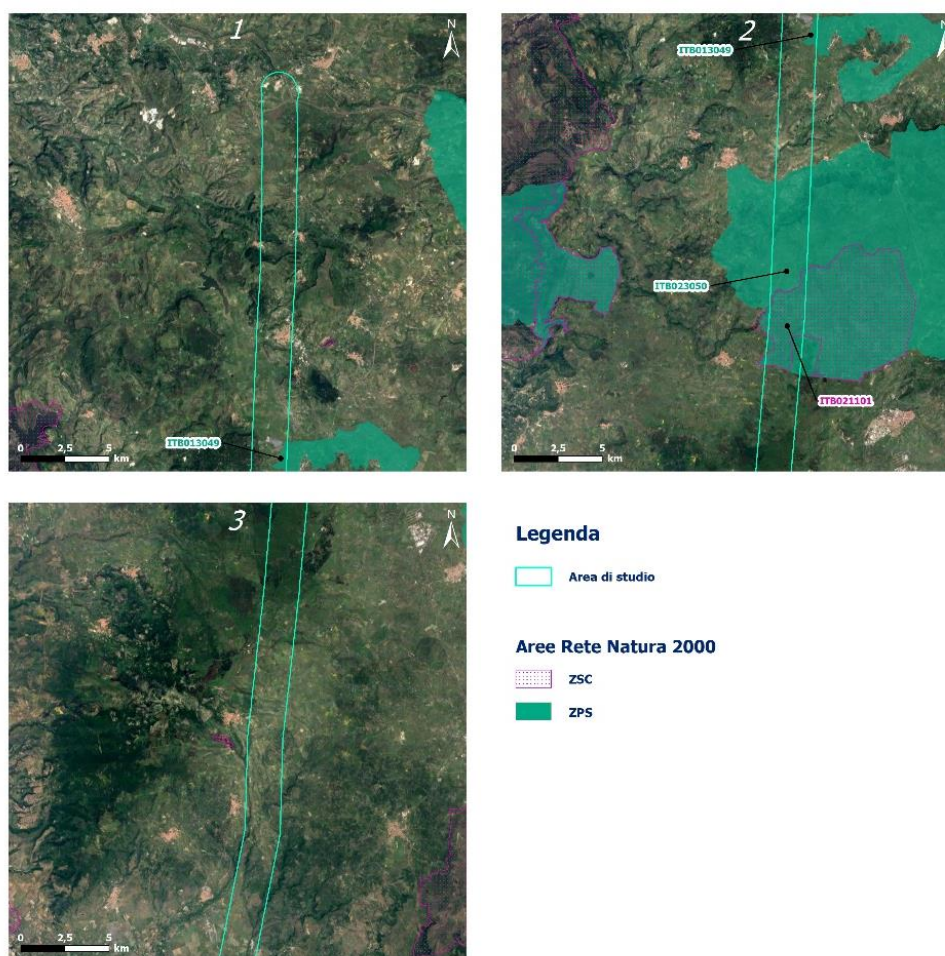 1
N
ITB013049
0 2,5 5
km
2
N
ITB013049
ITB023050
ITB021101
0 2,5 5
km
3
N
0 2,5 5
km
Legenda
Area di studio
Aree Rete Natura 2000
ZSC
ZPS